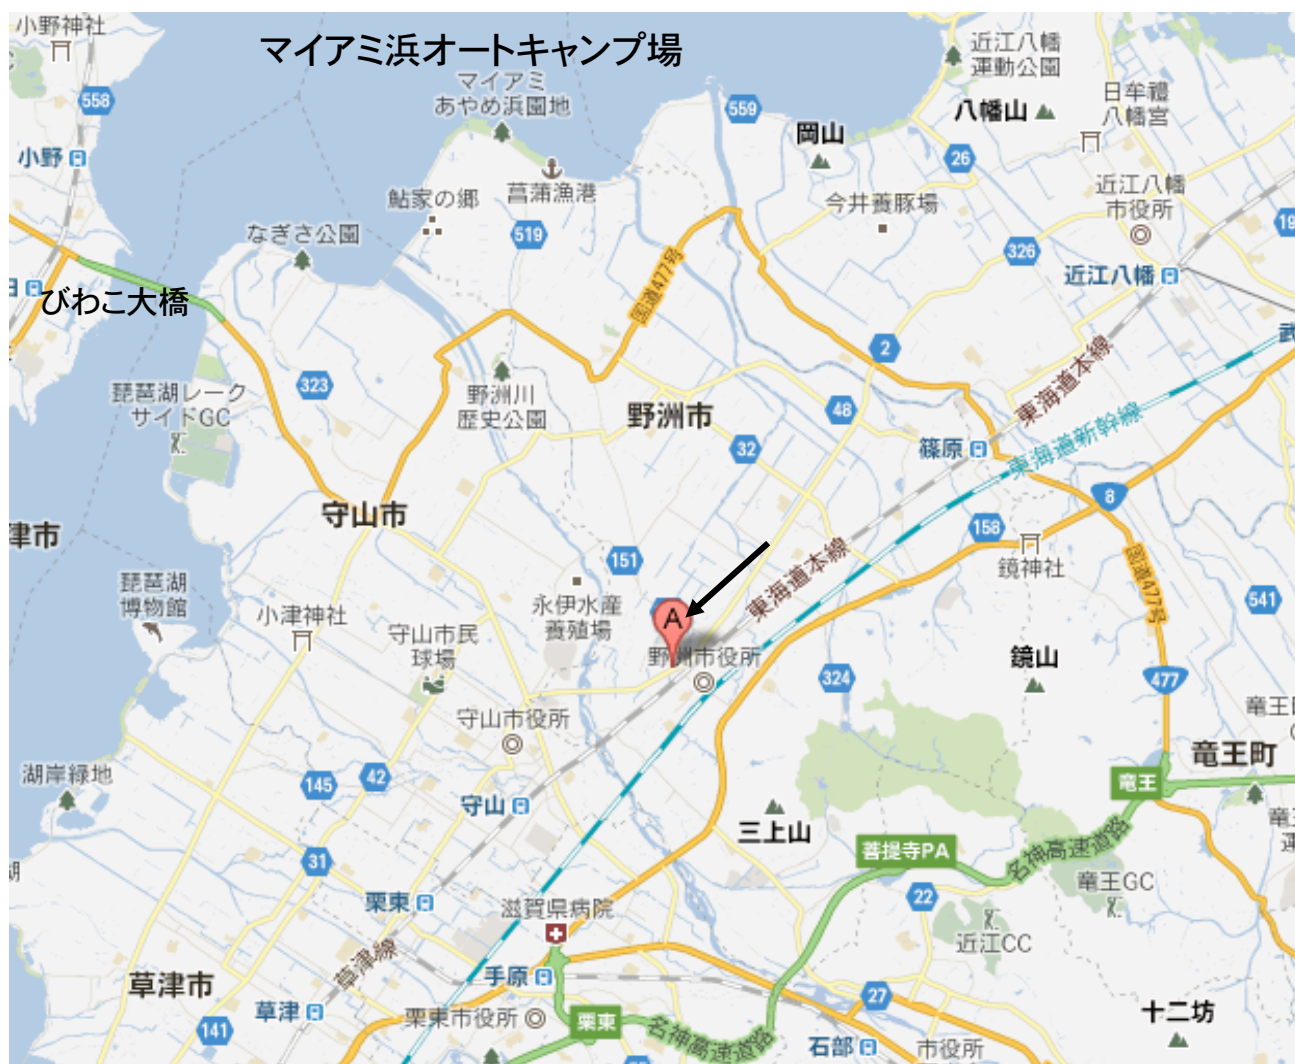 小野神社
マイアミ浜オートキャンプ場
近江八幡
運動公園
マイアミ
あやめ浜園地
558
559
日牟禮
八幡宮
八幡山
岡山
小野
26
鮎家の郷
菖蒲漁港
今井養豚場
近江八幡
市役所
なぎさ公園
519
326
19
国道477号
近江八幡
びわこ大橋
武
2
323
琵琶湖レーク
サイドGC
野洲川
歴史公園
野洲市
48
東海道本線
32
篠原
東海道新幹線
8
守山市
津市
158
鏡神社
国道477号
151
琵琶湖
博物館
小津神社
永伊水産
養殖場
A
東海道本線
541
守山市民
球場
野洲市役所
鏡山
324
477
守山市役所
竜王
竜王町
湖岸緑地
145
42
守山
竜王
三上山
菩提寺PA
名神高速道路
竜王
運
31
湖
栗東
滋賀県病院
22
竜王GC
近江CC
草津線
草津市
手原
27
草津
栗東市役所
栗東
名神高速道路
141
石部
市役所
十二坊